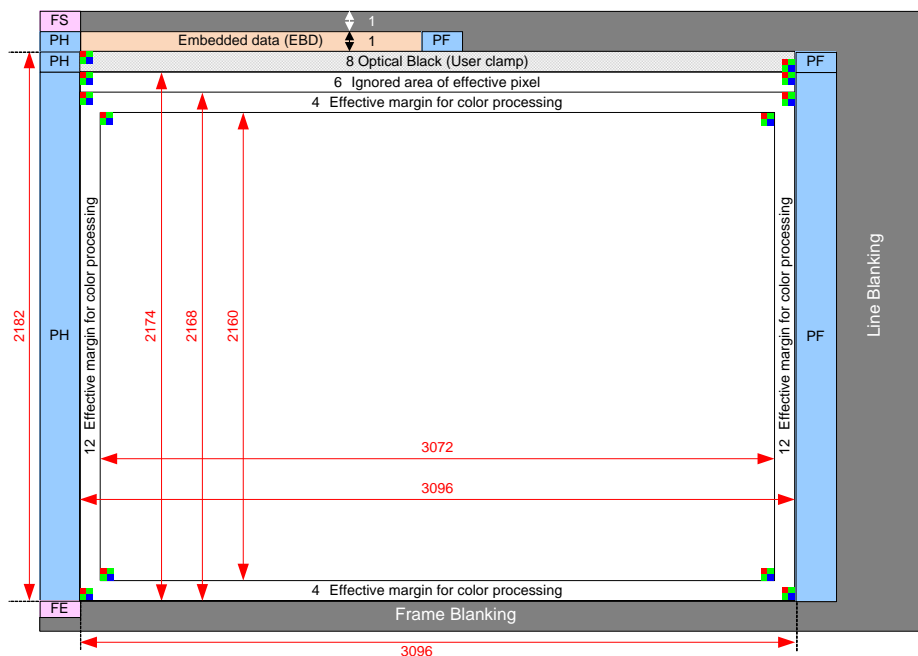 FS
1
PH
Embedded data (EBD)
1
PF
PH
8 Optical Black (User clamp)
PF
6 Ignored area of effective pixel
4 Effective margin for color processing
12 Effective margin for color processing
12 Effective margin for color processing
Line Blanking
2182
PH
2174
2168
2160
PF
3072
3096
4 Effective margin for color processing
FE
Frame Blanking
3096